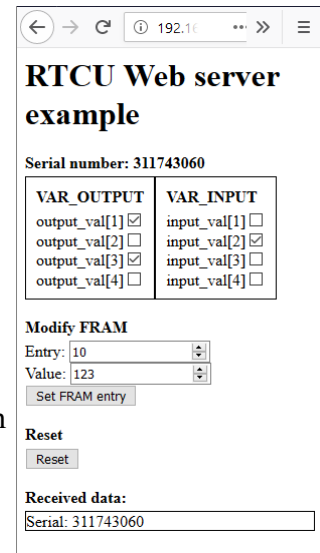 192.16
RTCU Web server
example
Serial number: 311743060
VAR_OUTPUT VAR_INPUT
output_val[1] input_val[1]
output_val[2] input_val[2]
output_val[3] input_val[3]
output_val[4] input_val[4]
Modify FRAM
Entry: 10
Value: 123
Set FRAM entry
Reset
Reset
Received data:
Serial: 311743060